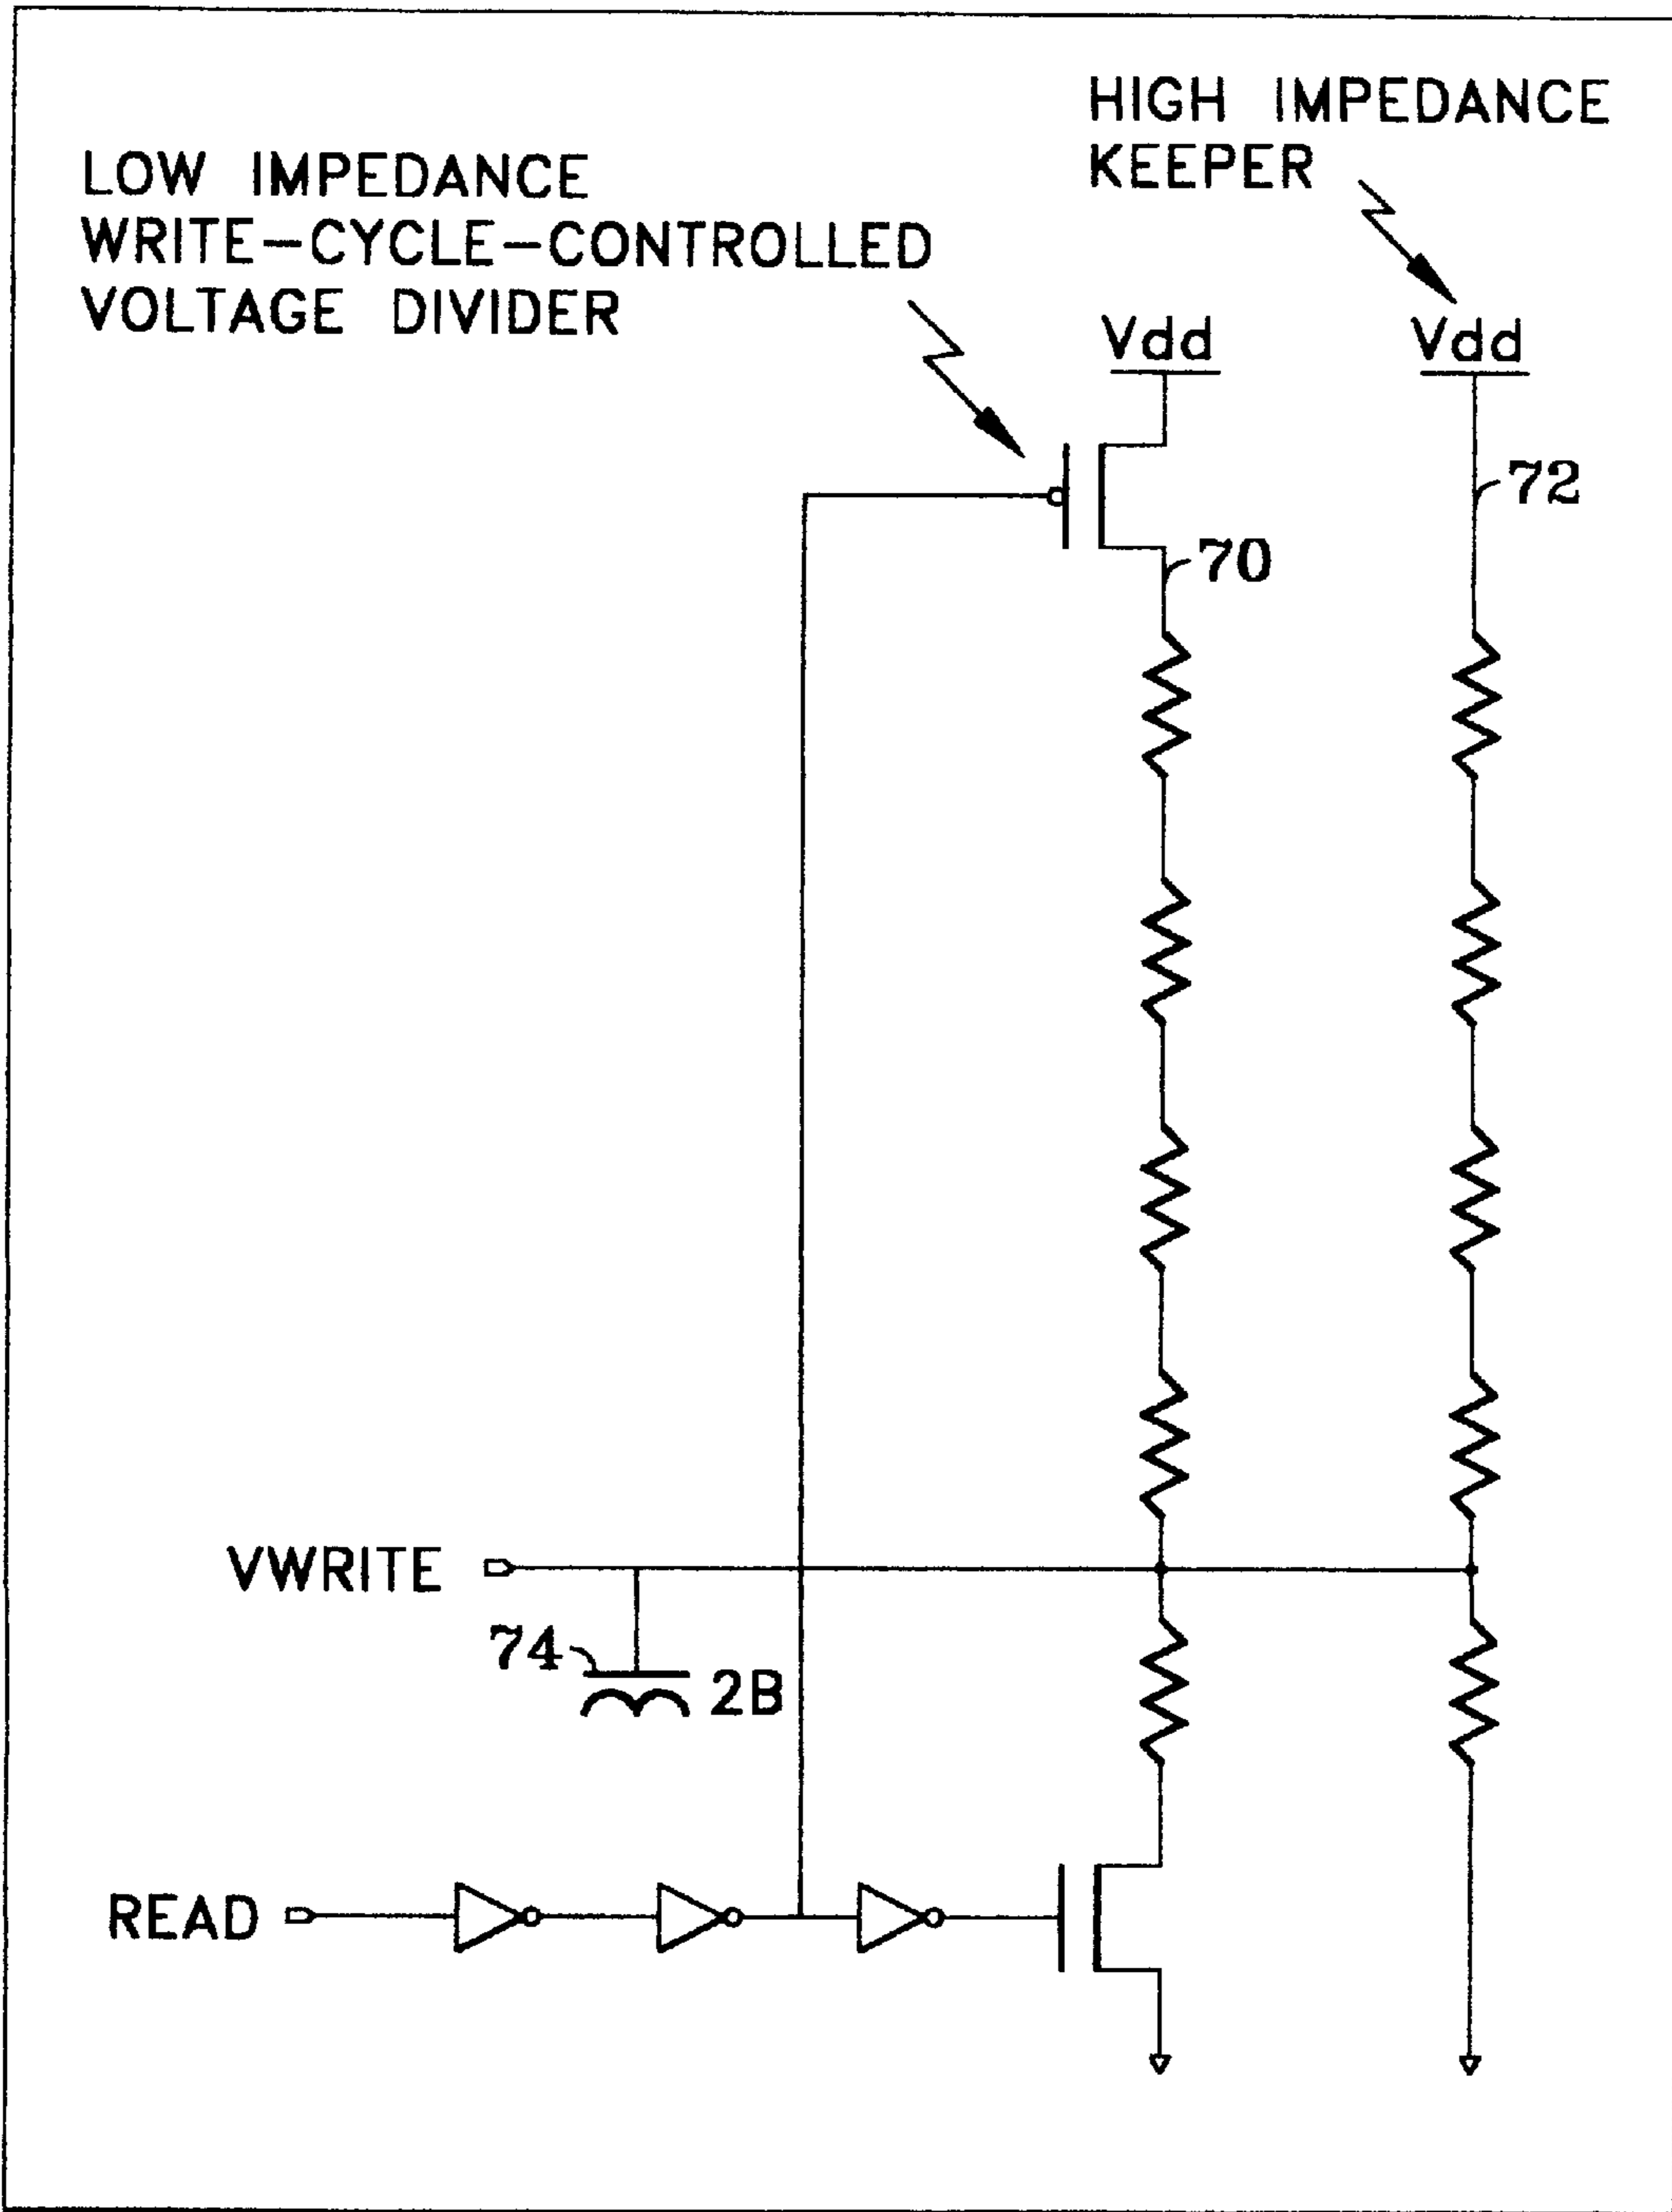 HIGH IMPEDANCE
KEEPER
LOW IMPEDANCE
WRITE-CYCLE-CONTROLLED
VOLTAGE DIVIDER
Vdd
Vdd
72
70
VWRITE
74
2B
READ